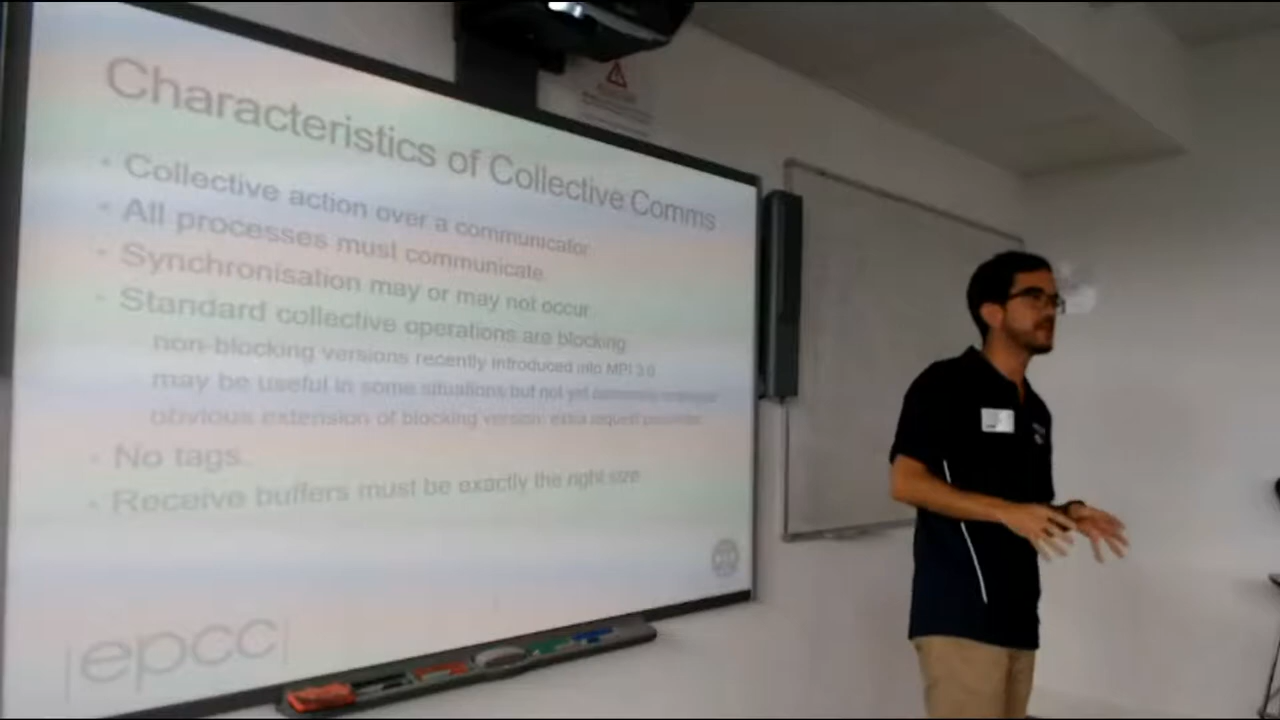 Characteristics of Collective Comms
• Collective action over a communicator
• All processes must communicate
• Synchronisation may or may not occur
• Standard collective operations are blocking
non-blocking versions recently introduced into MPI 3.0
may be useful in some situations but not yet
obvious extension of blocking version: extra request
• No tags.
• Receive buffers must be exactly the right size
|epcc|